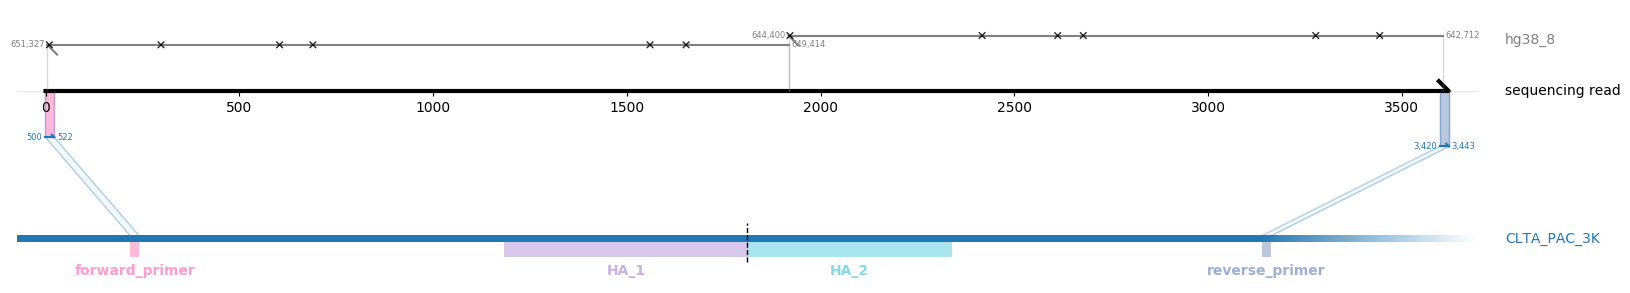 644,400 642,712 hg38_8
651,327 649,414
sequencing read
0 500 1000 1500 2000 2500 3000 3500
500 522
3,420 3,443
CLTA_PAC_3K
forward_primer HA_1 HA_2 reverse_primer